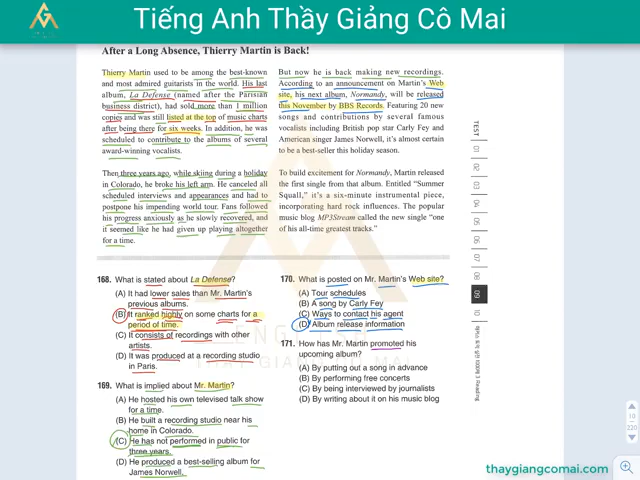 Tiếng Anh Thầy Giảng Cô Mai
After a Long Absence, Thierry Martin is Back!
Thierry Martin used to be among the best-known
and most admired guitarists in the world. His last
album, La Defense (named after the Parisian
business district), had sold more than 1 million
copies and was still listed at the top of music charts
after being there for six weeks. In addition, he was
scheduled to contribute to the albums of several
award-winning vocalists.
Then three years ago, while skiing during a holiday
in Colorado, he broke his left arm. He canceled all
scheduled interviews and appearances and had to
postpone his impending world tour. Fans followed
his progress anxiously as he slowly recovered, and
it seemed like he had given up playing altogether
for a time.
But now he is back making new recordings.
According to an announcement on Martin's Web
site, his next album, Normandy, will be released
this November by BBS Records. Featuring 20 new
songs and contributions by several famous
vocalists including British pop star Carly Fey and
American singer James Norwell, it's almost certain
to be a best-seller this holiday season.
To build excitement for Normandy, Martin released
the first single from that album. Entitled “Summer
Squall,” it's a six-minute instrumental piece,
incorporating hard rock influences. The popular
music blog MP3Stream called the new single “one
of his all-time greatest tracks.”
168. What is stated about La Defense?
(A) It had lower sales than Mr. Martin's
previous albums.
(B) It ranked highly on some charts for a
period of time.
(C) It consists of recordings with other
artists.
(D) It was produced at a recording studio
in Paris.
169. What is implied about Mr. Martin?
(A) He hosted his own televised talk show
for a time.
(B) He built a recording studio near his
home in Colorado.
(C) He has not performed in public for
three years.
(D) He produced a best-selling album for
James Norwell.
170. What is posted on Mr. Martin's Web site?
(A) Tour schedules
(B) A song by Carly Fey
(C) Ways to contact his agent
(D) Album release information
171. How has Mr. Martin promoted his
upcoming album?
(A) By putting out a song in advance
(B) By performing free concerts
(C) By being interviewed by journalists
(D) By writing about it on his music blog
TEST
01
02
03
04
05
06
07
08
09
10
220
thaygiangcomai.com